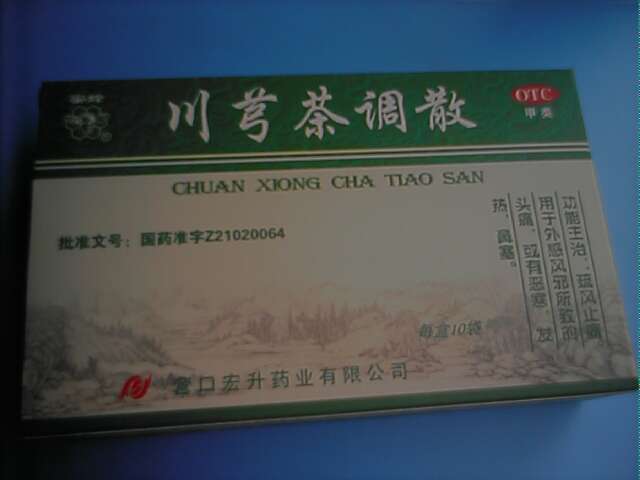 川芎茶调散
OTC
甲类
CHUAN XIONG CHA TIAO SAN
批准文号：国药准字Z21020064
功能主治：疏风止痛
用于外感风邪所致的
头痛，或有恶寒、发
热、鼻塞。
每盒10袋
营口宏升药业有限公司